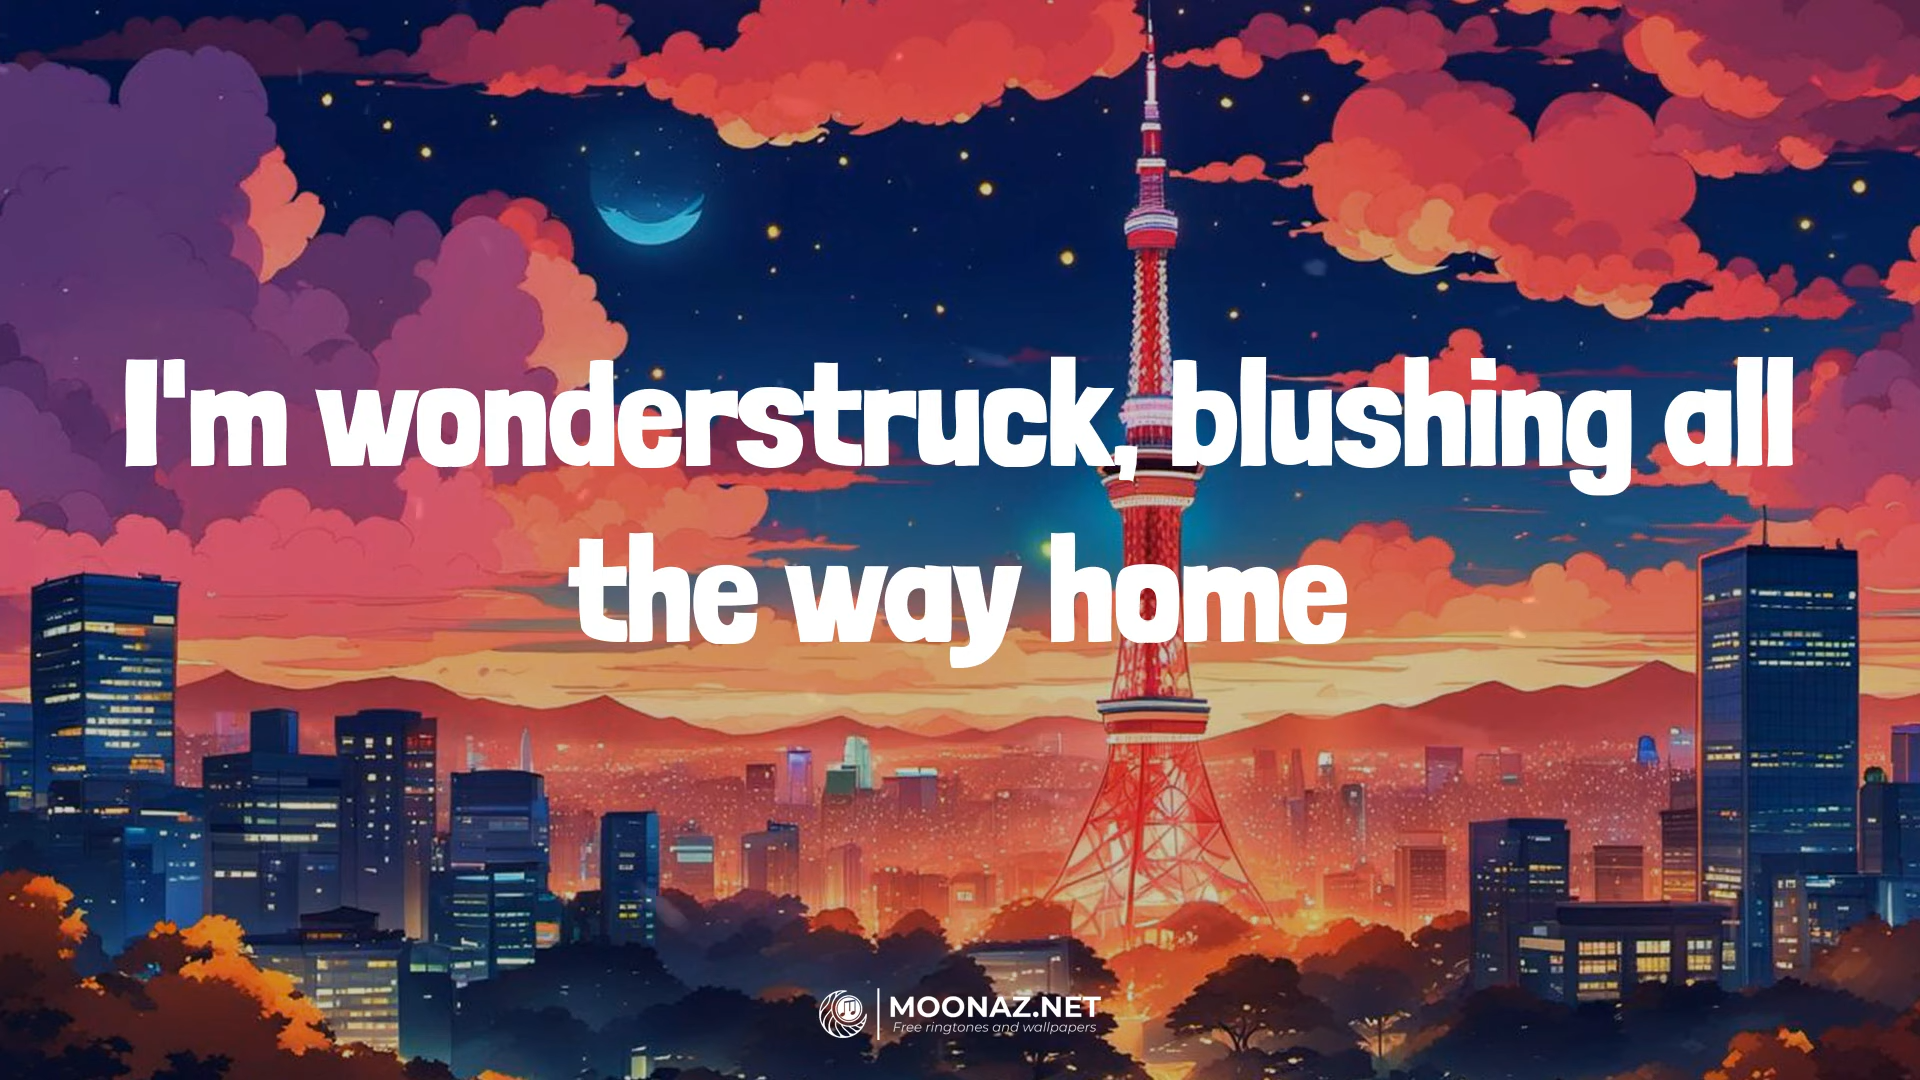 I'm wonderstruck, blushing all
the way home
MOONAZ.NET
Free ringtones and wallpapers